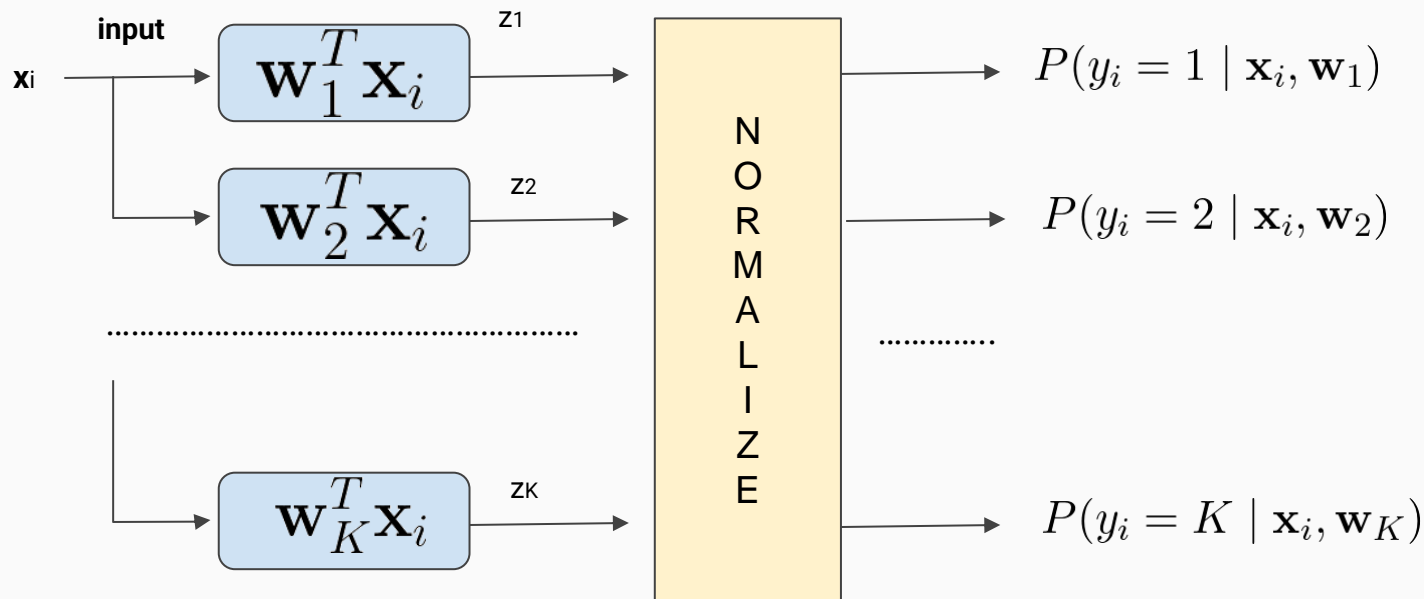 input
xi
w_1^T x_i
z1
P(y_i = 1 | x_i, w_1)
w_2^T x_i
z2
P(y_i = 2 | x_i, w_2)
N
O
R
M
A
L
I
Z
E
........................................................
..............
w_K^T x_i
zK
P(y_i = K | x_i, w_K)